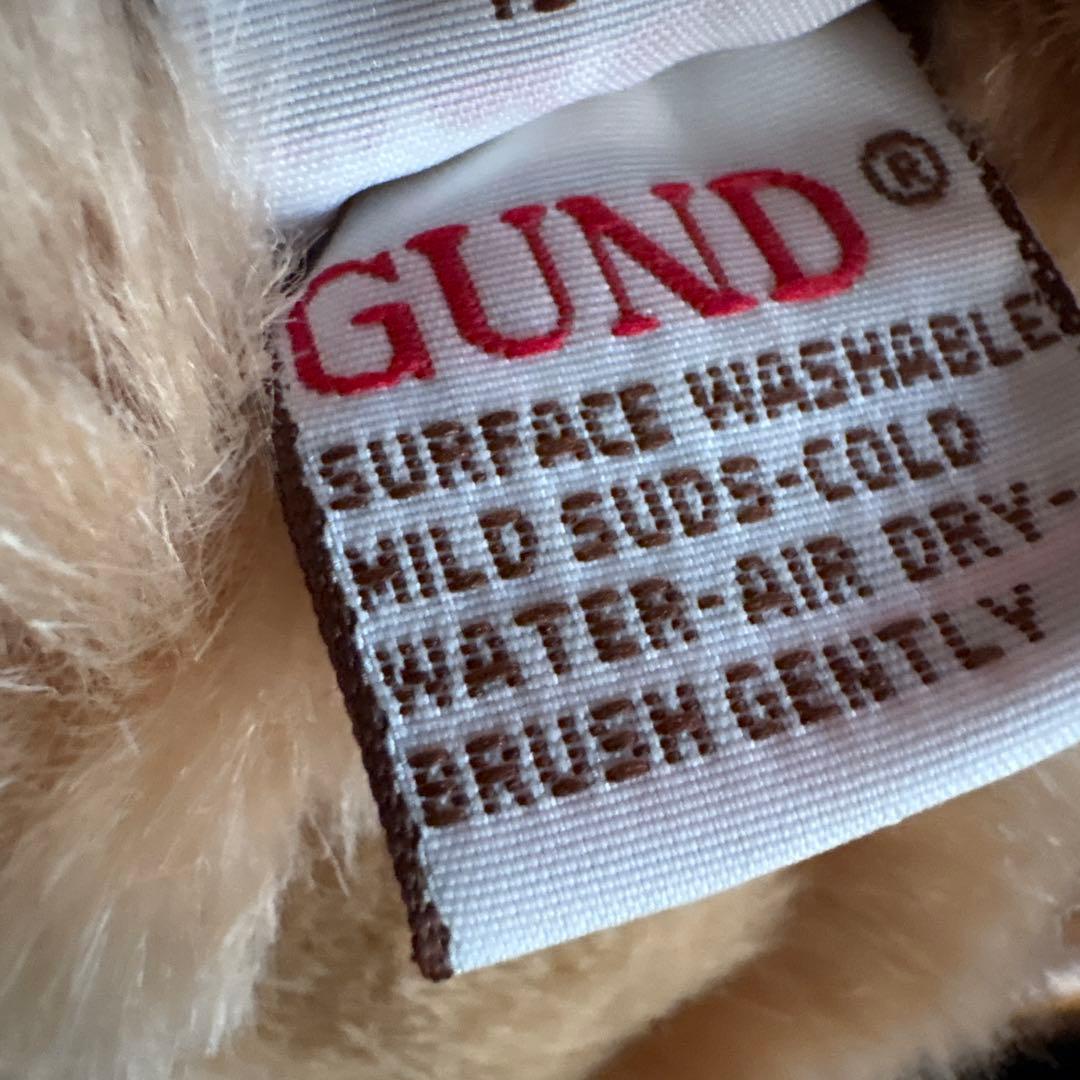 GUND®
SURFACE WASHABLE
MILD SUDS-COLD
WATER-AIR DRY-
BRUSH GENTLY